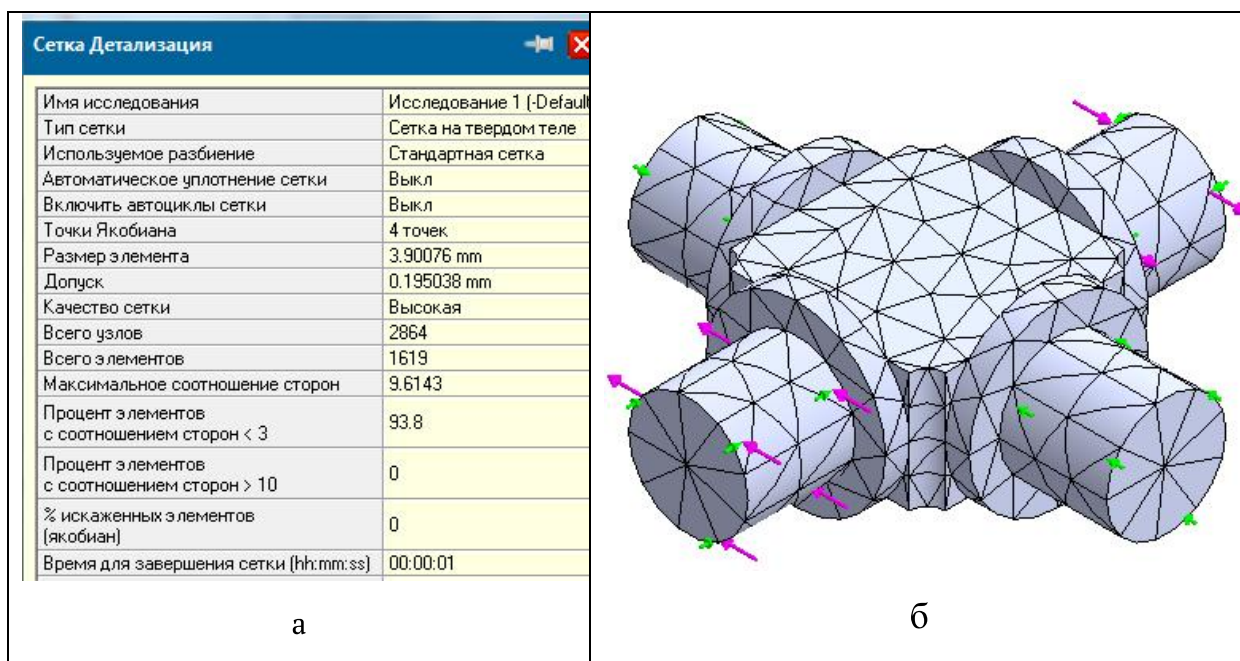 Сетка Детализация
Имя исследования Исследование 1 (-Default
Тип сетки Сетка на твердом теле
Используемое разбиение Стандартная сетка
Автоматическое уплотнение сетки Выкл
Включить автоциклы сетки Выкл
Точки Якобиана 4 точек
Размер элемента 3.90076 mm
Допуск 0.195038 mm
Качество сетки Высокая
Всего узлов 2864
Всего элементов 1619
Максимальное соотношение сторон 9.6143
Процент элементов
с соотношением сторон < 3 93.8
Процент элементов
с соотношением сторон > 10 0
% искаженных элементов
(якобиан) 0
Время для завершения сетки (hh:mm:ss) 00:00:01
а
б